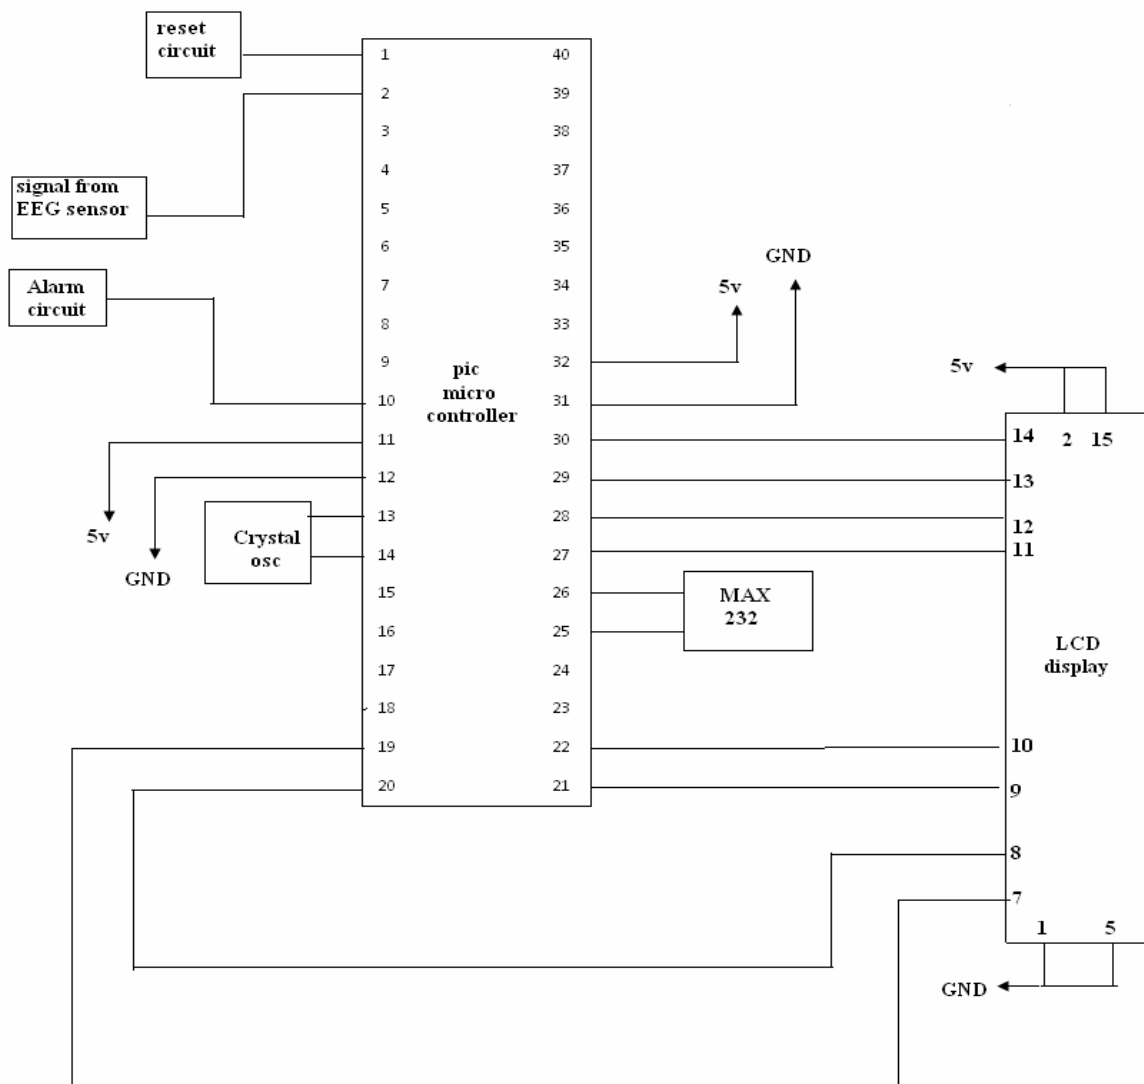 reset
circuit
signal from
EEG sensor
Alarm
circuit
5v
GND
Crystal
osc
1
2
3
4
5
6
7
8
9
10
11
12
13
14
15
16
17
18
19
20
pic
micro
controller
40
39
38
37
36
35
34
33
32
31
30
29
28
27
26
25
24
23
22
21
5v
GND
MAX
232
5v
2 15
14
13
12
11
LCD
display
10
9
8
7
1 5
GND